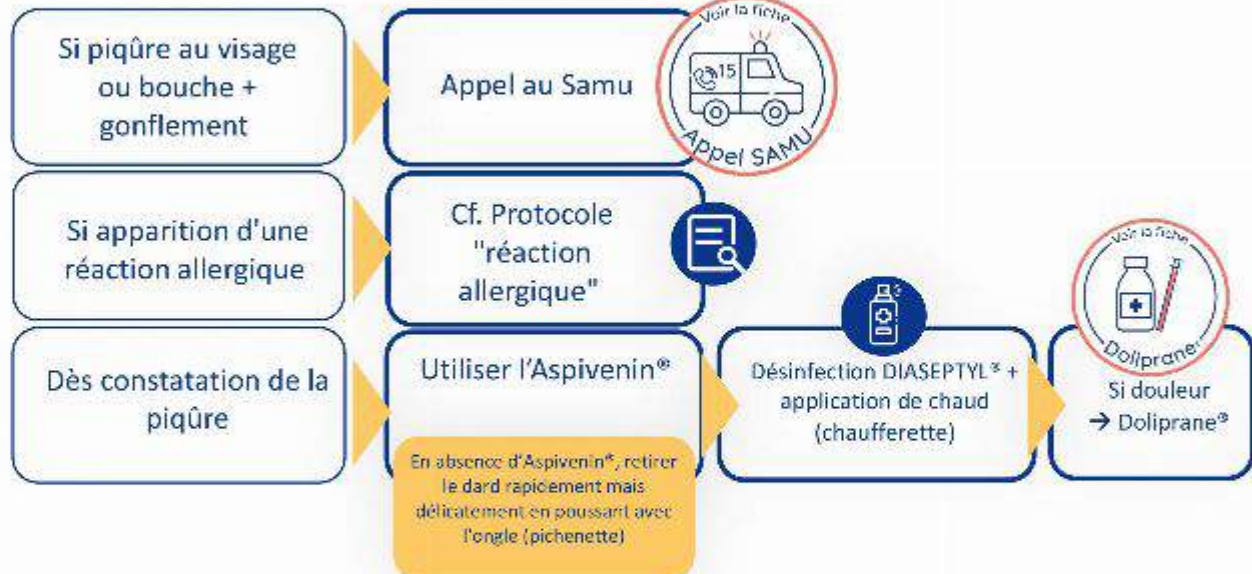 Si piqûre au visage
ou bouche +
gonflement
Appel au Samu
Voir la fiche
15
Appel SAMU
Si apparition d'une
réaction allergique
Cf. Protocole
"réaction
allergique"
Dès constatation de la
piqûre
Utiliser l'Aspivenin®
En absence d'Aspivenin®, retirer
le dard rapidement mais
délicatement en poussant avec
l'ongle (pichenette)
Désinfection DIASEPTYL® +
application de chaud
(chaufferette)
Voir la fiche
Doliprane
Si douleur
→ Doliprane®